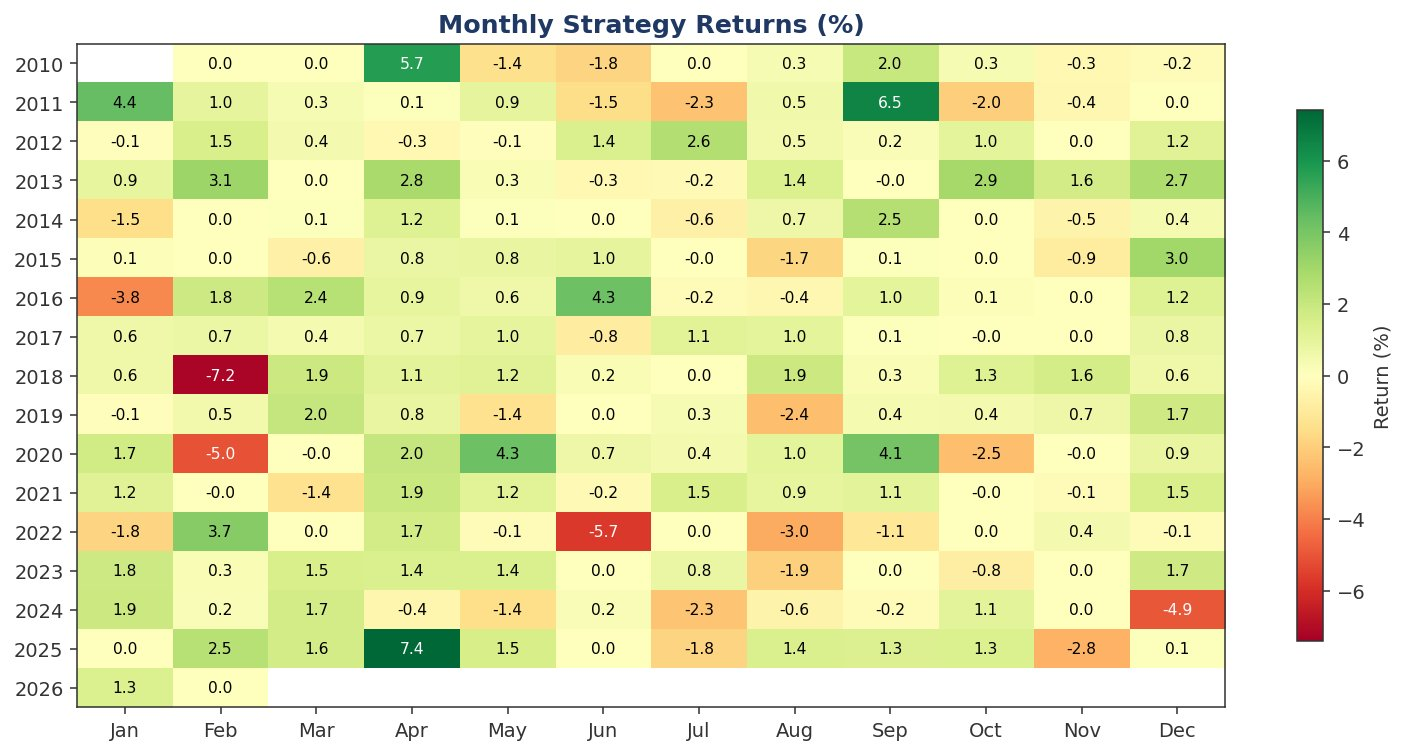 Monthly Strategy Returns (%)
2010 0.0 0.0 5.7 -1.4 -1.8 0.0 0.3 2.0 0.3 -0.3 -0.2
2011 4.4 1.0 0.3 0.1 0.9 -1.5 -2.3 0.5 6.5 -2.0 -0.4 0.0
2012 -0.1 1.5 0.4 -0.3 -0.1 1.4 2.6 0.5 0.2 1.0 0.0 1.2
2013 0.9 3.1 0.0 2.8 0.3 -0.3 -0.2 1.4 -0.0 2.9 1.6 2.7
2014 -1.5 0.0 0.1 1.2 0.1 0.0 -0.6 0.7 2.5 0.0 -0.5 0.4
2015 0.1 0.0 -0.6 0.8 0.8 1.0 -0.0 -1.7 0.1 0.0 -0.9 3.0
2016 -3.8 1.8 2.4 0.9 0.6 4.3 -0.2 -0.4 1.0 0.1 0.0 1.2
2017 0.6 0.7 0.4 0.7 1.0 -0.8 1.1 1.0 0.1 -0.0 0.0 0.8
2018 0.6 -7.2 1.9 1.1 1.2 0.2 0.0 1.9 0.3 1.3 1.6 0.6
2019 -0.1 0.5 2.0 0.8 -1.4 0.0 0.3 -2.4 0.4 0.4 0.7 1.7
2020 1.7 -5.0 -0.0 2.0 4.3 0.7 0.4 1.0 4.1 -2.5 -0.0 0.9
2021 1.2 -0.0 -1.4 1.9 1.2 -0.2 1.5 0.9 1.1 -0.0 -0.1 1.5
2022 -1.8 3.7 0.0 1.7 -0.1 -5.7 0.0 -3.0 -1.1 0.0 0.4 -0.1
2023 1.8 0.3 1.5 1.4 1.4 0.0 0.8 -1.9 0.0 -0.8 0.0 1.7
2024 1.9 0.2 1.7 -0.4 -1.4 0.2 -2.3 -0.6 -0.2 1.1 0.0 -4.9
2025 0.0 2.5 1.6 7.4 1.5 0.0 -1.8 1.4 1.3 1.3 -2.8 0.1
2026 1.3 0.0
Jan Feb Mar Apr May Jun Jul Aug Sep Oct Nov Dec
6
4
2
0
−2
−4
−6
Return (%)